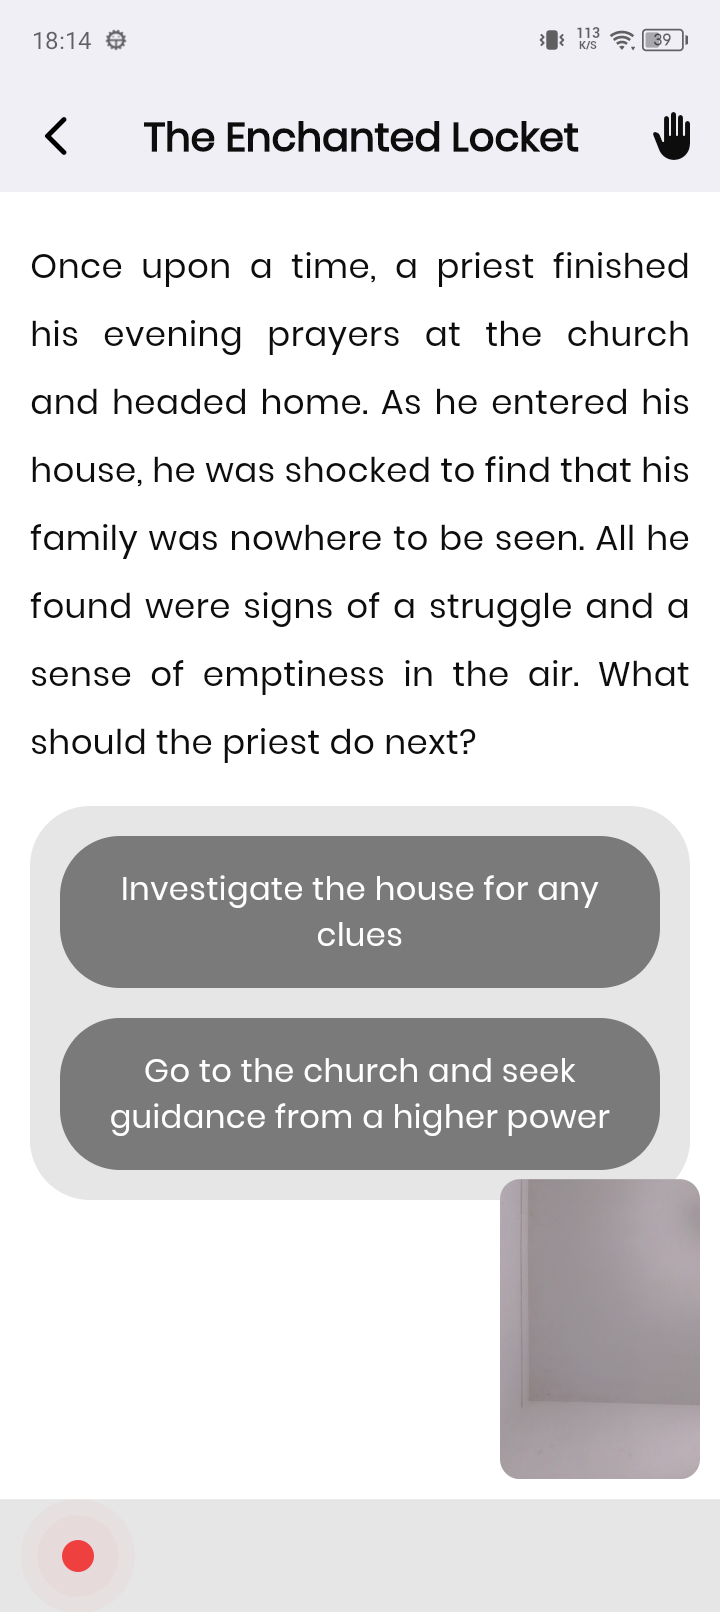 18:14
113
K/S
39
The Enchanted Locket
Once upon a time, a priest finished
his evening prayers at the church
and headed home. As he entered his
house, he was shocked to find that his
family was nowhere to be seen. All he
found were signs of a struggle and a
sense of emptiness in the air. What
should the priest do next?
Investigate the house for any
clues
Go to the church and seek
guidance from a higher power